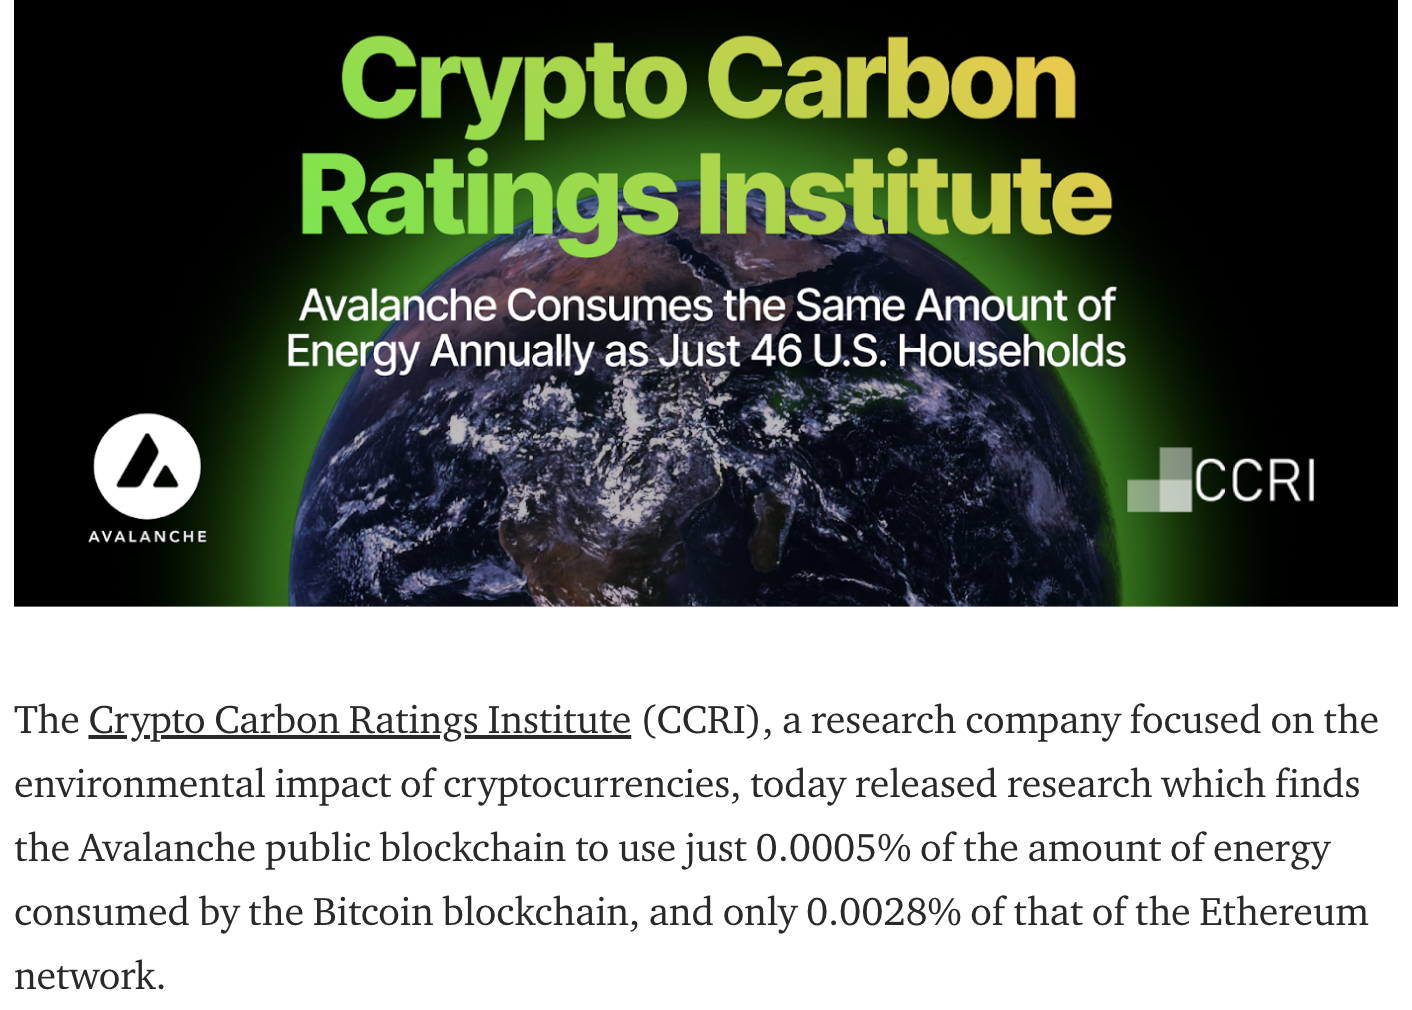 Crypto Carbon
Ratings Institute
Avalanche Consumes the Same Amount of
Energy Annually as Just 46 U.S. Households
AVALANCHE
CCRI
The Crypto Carbon Ratings Institute (CCRI), a research company focused on the
environmental impact of cryptocurrencies, today released research which finds
the Avalanche public blockchain to use just 0.0005% of the amount of energy
consumed by the Bitcoin blockchain, and only 0.0028% of that of the Ethereum
network.